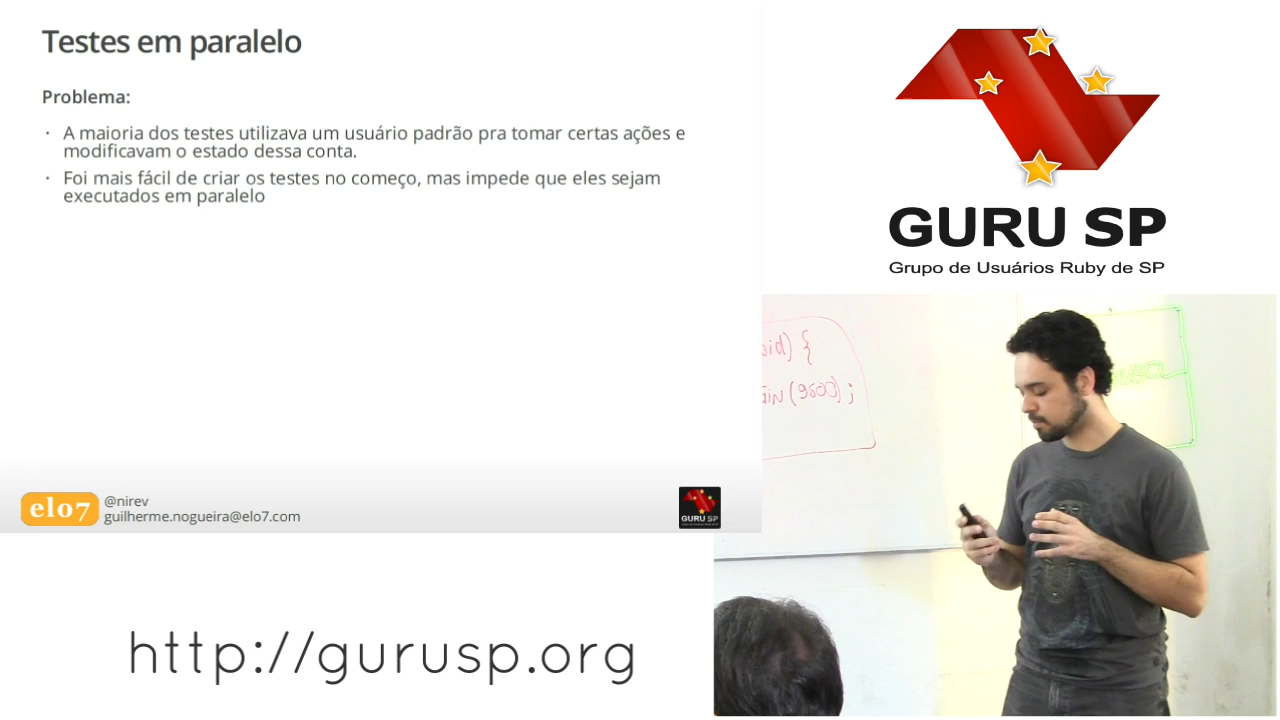 Testes em paralelo
Problema:
· A maioria dos testes utilizava um usuário padrão pra tomar certas ações e
modificavam o estado dessa conta.
· Foi mais fácil de criar os testes no começo, mas impede que eles sejam
executados em paralelo
elo7
@nirev
guilherme.nogueira@elo7.com
GURU SP
GURU SP
Grupo de Usuários Ruby de SP
oid) {
(9600);
http://gurusp.org